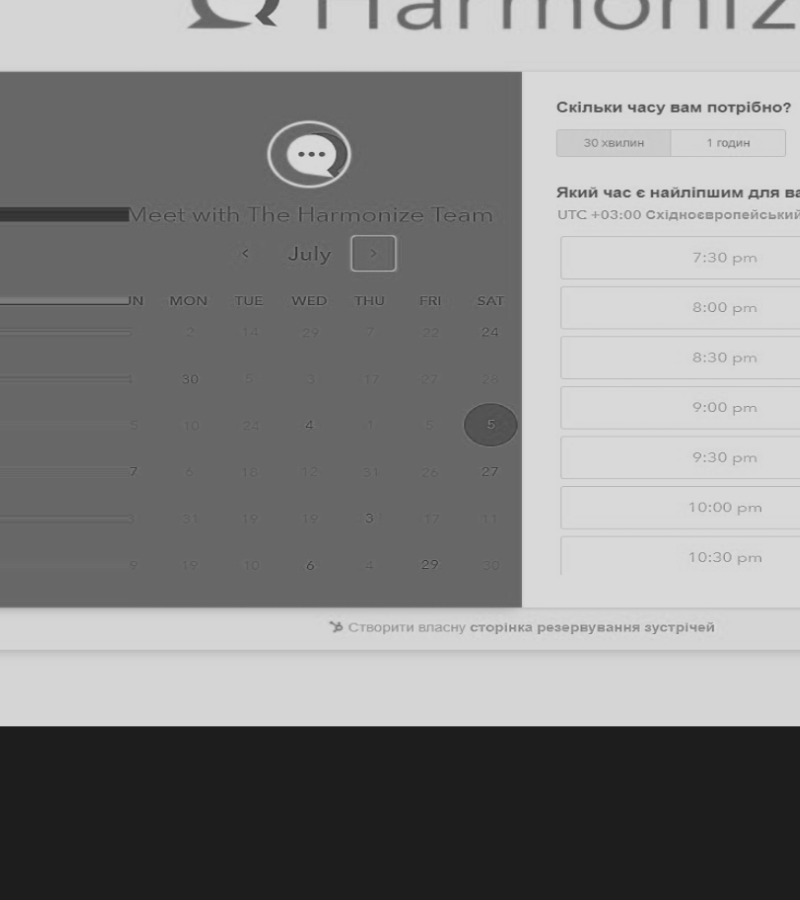 Harmoniz
Meet with The Harmonize Team
< July >
UN MON TUE WED THU FRI SAT
2 14 29 7 22 24
30 5 3 17 27 28
5 10 24 4 1 5 5
7 6 18 12 31 26 27
31 19 19 3 17 11
9 19 10 6 4 29 30
Скільки часу вам потрібно?
30 хвилин 1 годин
Який час є найліпшим для ва
UTC +03:00 Східноєвропейський
7:30 pm
8:00 pm
8:30 pm
9:00 pm
9:30 pm
10:00 pm
10:30 pm
Створити власну сторінка резервування зустрічей